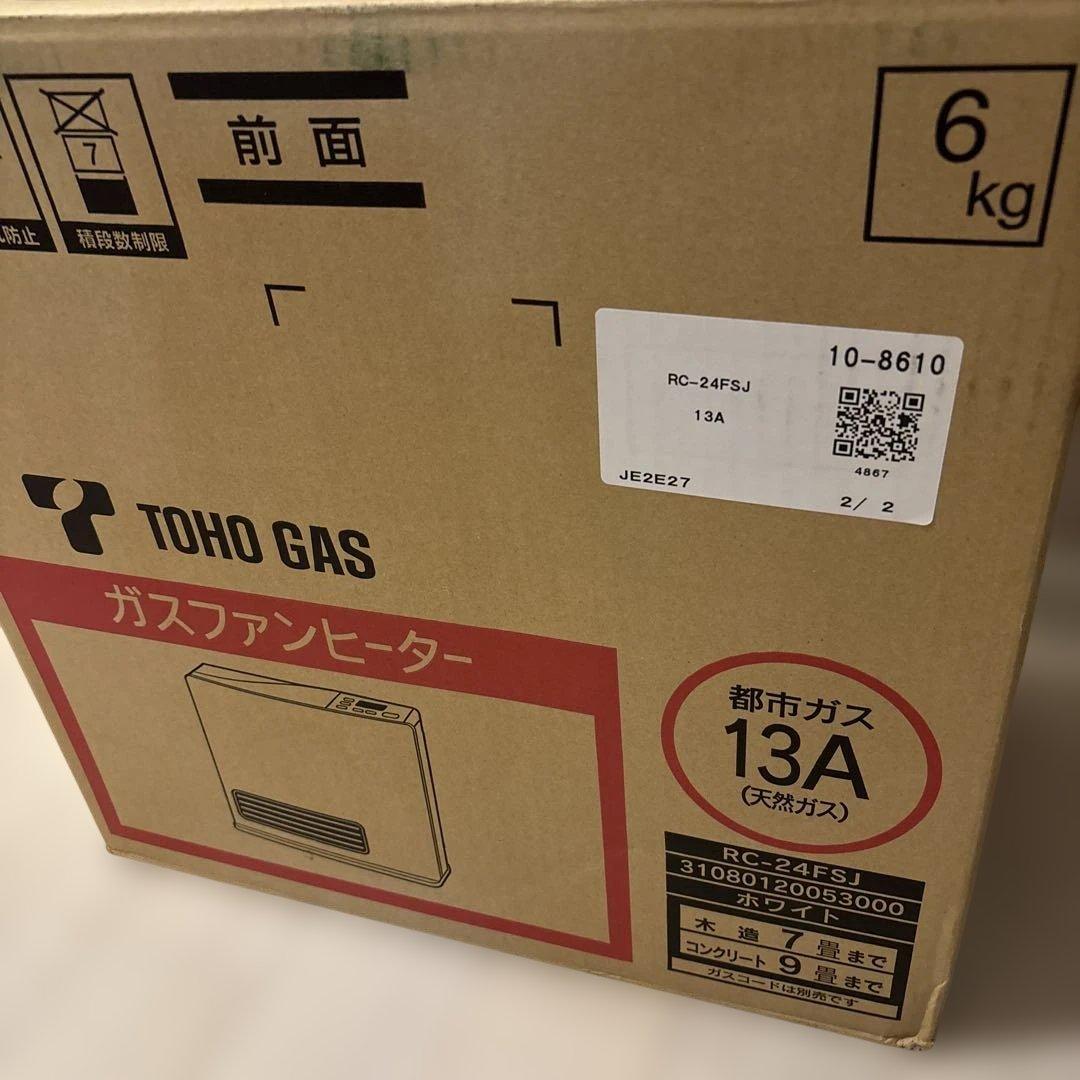 7
防止
積段数制限
前面
6
kg
10-8610
RC-24FSJ
13A
4867
JE2E27
2/ 2
TOHO GAS
ガスファンヒーター
都市ガス
13A
(天然ガス)
RC-24FSJ
31080120053000
ホワイト
木造7畳まで
コンクリート9畳まで
ガスコードは別売です